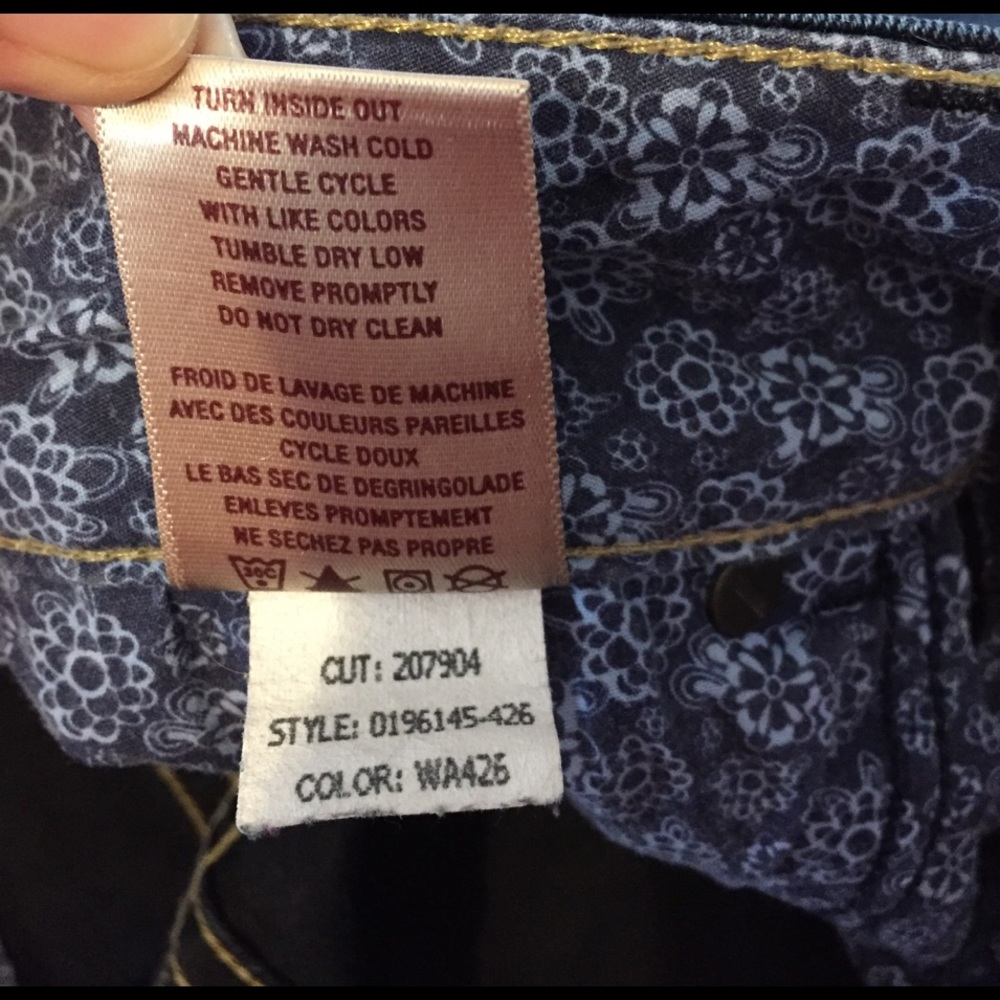 TURN INSIDE OUT
MACHINE WASH COLD
GENTLE CYCLE
WITH LIKE COLORS
TUMBLE DRY LOW
REMOVE PROMPTLY
DO NOT DRY CLEAN
FROID DE LAVAGE DE MACHINE
AVEC DES COULEURS PAREILLES
CYCLE DOUX
LE BAS SEC DE DEGRINGOLADE
ENLEVES PROMPTEMENT
NE SECHEZ PAS PROPRE
30C
CUT: 207904
STYLE: 0196145-426
COLOR: WA426